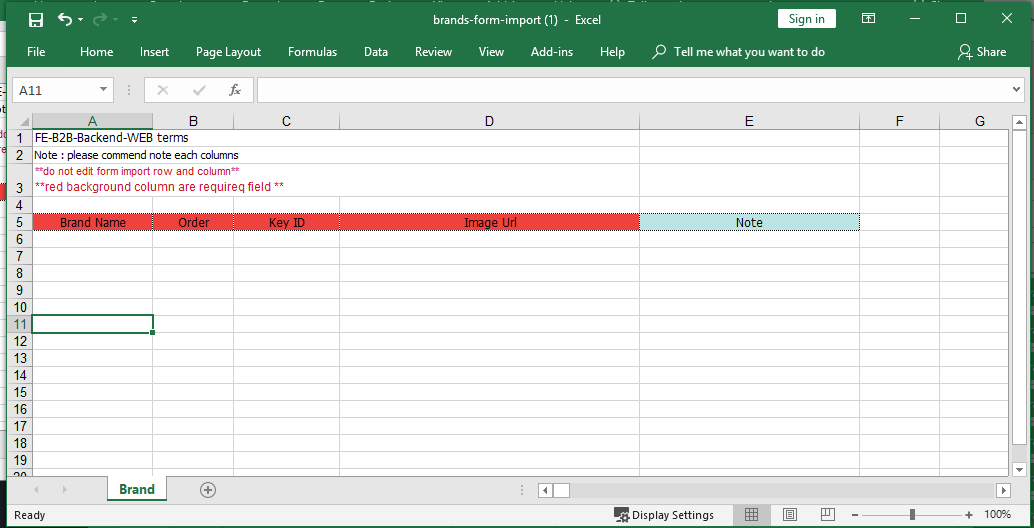 brands-form-import (1) - Excel
Sign in
File Home Insert Page Layout Formulas Data Review View Add-ins Help Tell me what you want to do Share
A11 fx
A B C D E F G
1 FE-B2B-Backend-WEB terms
2 Note : please commend note each columns
**do not edit form import row and column**
3 **red background column are requireq field **
4
5 Brand Name Order Key ID Image Url Note
6
7
8
9
10
11
12
13
14
15
16
17
18
19
20
Brand
Ready Display Settings 100%